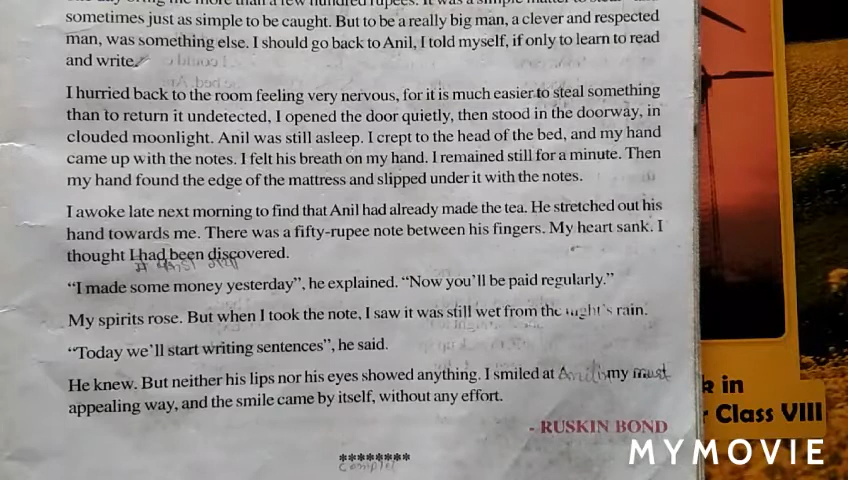 sometimes just as simple to be caught. But to be a really big man, a clever and respected
man, was something else. I should go back to Anil, I told myself, if only to learn to read
and write.
I hurried back to the room feeling very nervous, for it is much easier to steal something
than to return it undetected, I opened the door quietly, then stood in the doorway, in
clouded moonlight. Anil was still asleep. I crept to the head of the bed, and my hand
came up with the notes. I felt his breath on my hand. I remained still for a minute. Then
my hand found the edge of the mattress and slipped under it with the notes.
I awoke late next morning to find that Anil had already made the tea. He stretched out his
hand towards me. There was a fifty-rupee note between his fingers. My heart sank. I
thought I had been discovered.
“I made some money yesterday”, he explained. “Now you’ll be paid regularly.”
My spirits rose. But when I took the note, I saw it was still wet from the night’s rain.
“Today we’ll start writing sentences”, he said.
He knew. But neither his lips nor his eyes showed anything. I smiled at Anil in my most
appealing way, and the smile came by itself, without any effort.
- RUSKIN BOND
********
Complet
k in
r Class VIII
MYMOVIE